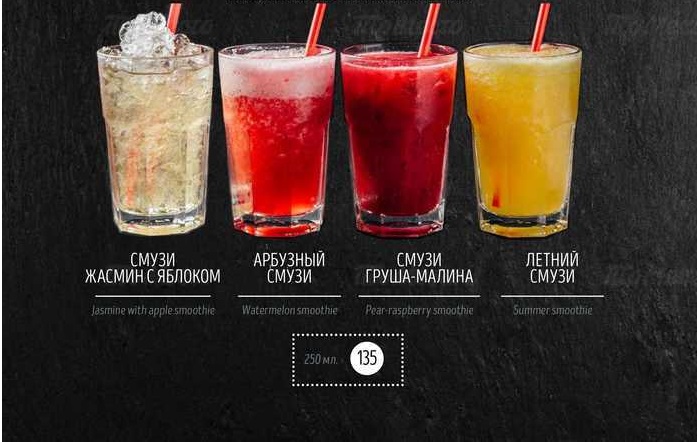 СМУЗИ
ЖАСМИН С ЯБЛОКОМ
АРБУЗНЫЙ
СМУЗИ
СМУЗИ
ГРУША-МАЛИНА
ЛЕТНИЙ
СМУЗИ
Jasmine with apple smoothie
Watermelon smoothie
Pear-raspberry smoothie
Summer smoothie
250 мл. - 135